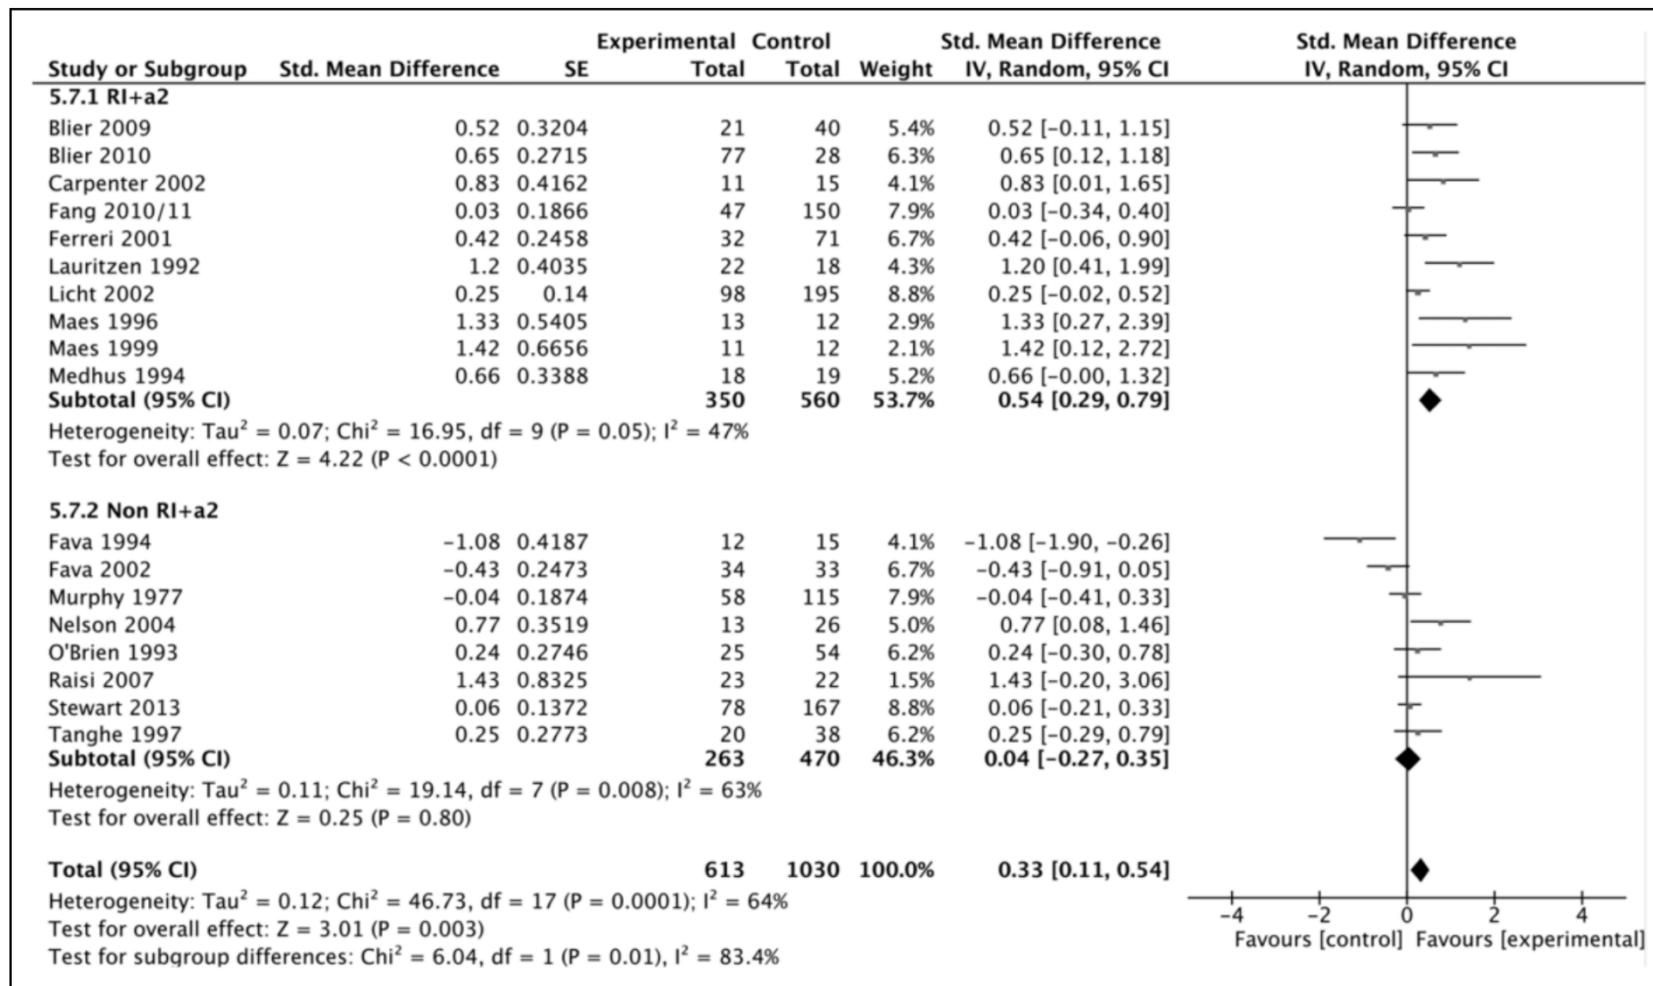 Experimental Control Std. Mean Difference Std. Mean Difference
Study or Subgroup Std. Mean Difference SE Total Total Weight IV, Random, 95% CI IV, Random, 95% CI
5.7.1 RI+a2
Blier 2009 0.52 0.3204 21 40 5.4% 0.52 [−0.11, 1.15]
Blier 2010 0.65 0.2715 77 28 6.3% 0.65 [0.12, 1.18]
Carpenter 2002 0.83 0.4162 11 15 4.1% 0.83 [0.01, 1.65]
Fang 2010/11 0.03 0.1866 47 150 7.9% 0.03 [−0.34, 0.40]
Ferreri 2001 0.42 0.2458 32 71 6.7% 0.42 [−0.06, 0.90]
Lauritzen 1992 1.2 0.4035 22 18 4.3% 1.20 [0.41, 1.99]
Licht 2002 0.25 0.14 98 195 8.8% 0.25 [−0.02, 0.52]
Maes 1996 1.33 0.5405 13 12 2.9% 1.33 [0.27, 2.39]
Maes 1999 1.42 0.6656 11 12 2.1% 1.42 [0.12, 2.72]
Medhus 1994 0.66 0.3388 18 19 5.2% 0.66 [−0.00, 1.32]
Subtotal (95% CI) 350 560 53.7% 0.54 [0.29, 0.79]
Heterogeneity: Tau² = 0.07; Chi² = 16.95, df = 9 (P = 0.05); I² = 47%
Test for overall effect: Z = 4.22 (P < 0.0001)
5.7.2 Non RI+a2
Fava 1994 −1.08 0.4187 12 15 4.1% −1.08 [−1.90, −0.26]
Fava 2002 −0.43 0.2473 34 33 6.7% −0.43 [−0.91, 0.05]
Murphy 1977 −0.04 0.1874 58 115 7.9% −0.04 [−0.41, 0.33]
Nelson 2004 0.77 0.3519 13 26 5.0% 0.77 [0.08, 1.46]
O'Brien 1993 0.24 0.2746 25 54 6.2% 0.24 [−0.30, 0.78]
Raisi 2007 1.43 0.8325 23 22 1.5% 1.43 [−0.20, 3.06]
Stewart 2013 0.06 0.1372 78 167 8.8% 0.06 [−0.21, 0.33]
Tanghe 1997 0.25 0.2773 20 38 6.2% 0.25 [−0.29, 0.79]
Subtotal (95% CI) 263 470 46.3% 0.04 [−0.27, 0.35]
Heterogeneity: Tau² = 0.11; Chi² = 19.14, df = 7 (P = 0.008); I² = 63%
Test for overall effect: Z = 0.25 (P = 0.80)
Total (95% CI) 613 1030 100.0% 0.33 [0.11, 0.54]
Heterogeneity: Tau² = 0.12; Chi² = 46.73, df = 17 (P = 0.0001); I² = 64%
Test for overall effect: Z = 3.01 (P = 0.003)
Test for subgroup differences: Chi² = 6.04, df = 1 (P = 0.01), I² = 83.4%
−4 −2 0 2 4
Favours [control] Favours [experimental]